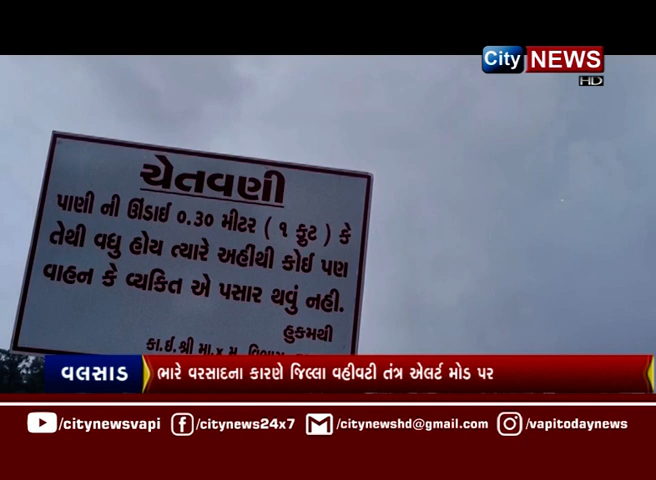 City NEWS
HD
ચેતવણી
પાણી ની ઊંડાઇ ૦.૩૦ મીટર ( ૧ ફુટ ) કે
તેથી વધુ હોય ત્યારે અહીંથી કોઈ પણ
વાહન કે વ્યકિત એ પસાર થવું નહી.
હુકમથી
કા.ઇ.શ્રી મા.x મ.
વલસાડ
ભારે વરસાદના કારણે જિલ્લા વહીવટી તંત્ર એલર્ટ મોડ પર
/citynewsvapi /citynews24x7 /citynewshd@gmail.com /vapitodaynews